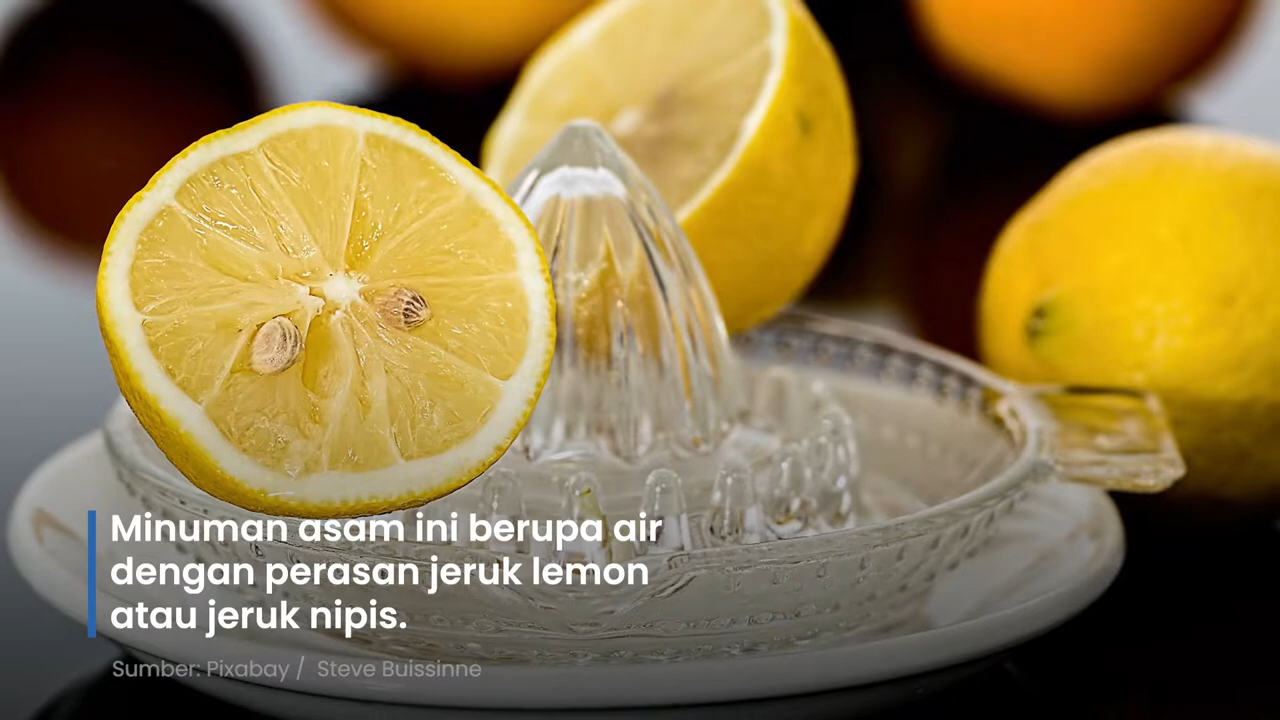 Minuman asam ini berupa air
dengan perasan jeruk lemon
atau jeruk nipis.
Sumber: Pixabay / Steve Buissinne